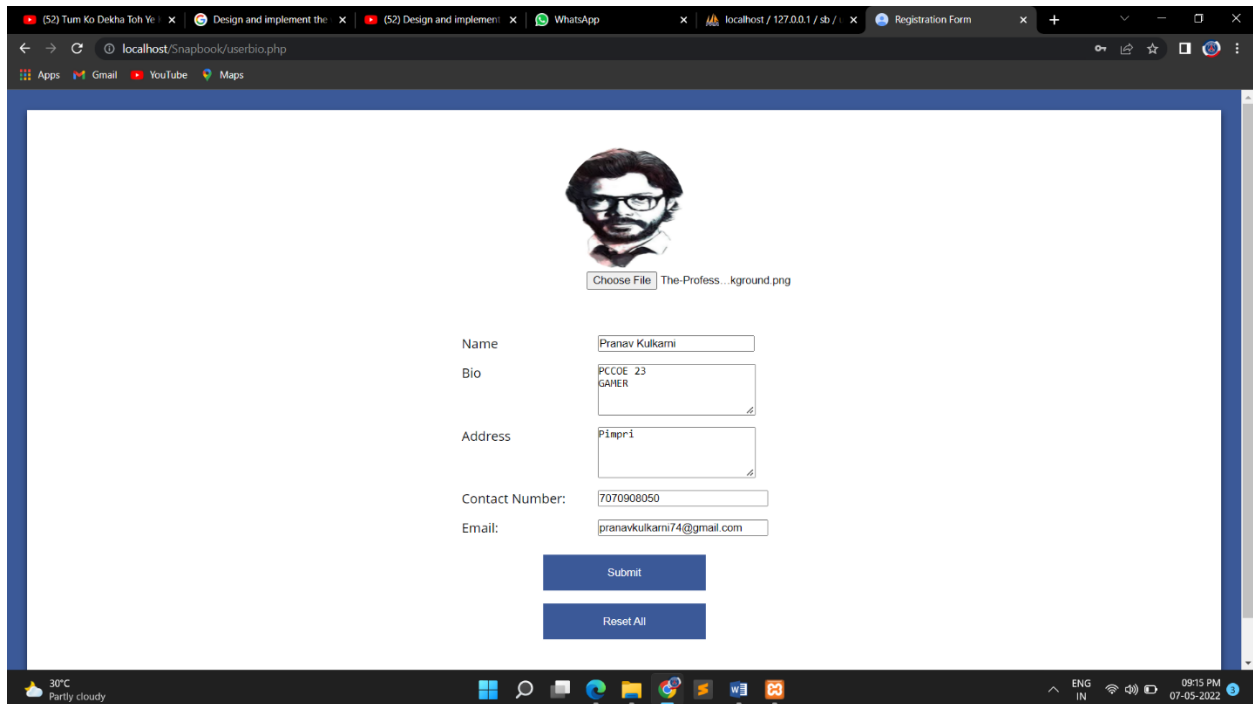 (52) Tum Ko Dekha Toh Ye
Design and implement the
(52) Design and implement
WhatsApp
localhost / 127.0.0.1 / sb /
Registration Form
localhost/Snapbook/userbio.php
Apps
Gmail
YouTube
Maps
Choose File The-Profess...kground.png
Name Pranav Kulkarni
Bio PCCOE 23
GAMER
Address Pimpri
Contact Number: 7070908050
Email: pranavkulkarni74@gmail.com
Submit
Reset All
30°C
Partly cloudy
ENG
IN
09:15 PM
07-05-2022
3